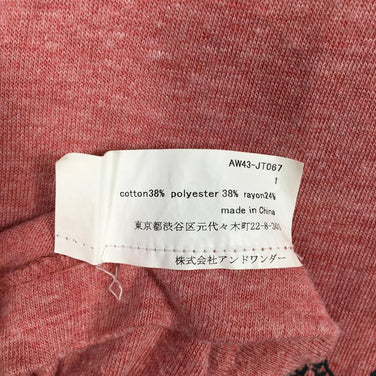 AW43-JT067
1
cotton38% polyester 38% rayon24%
made in China
東京都渋谷区元代々木町22-8-301
株式会社アンドワンダー